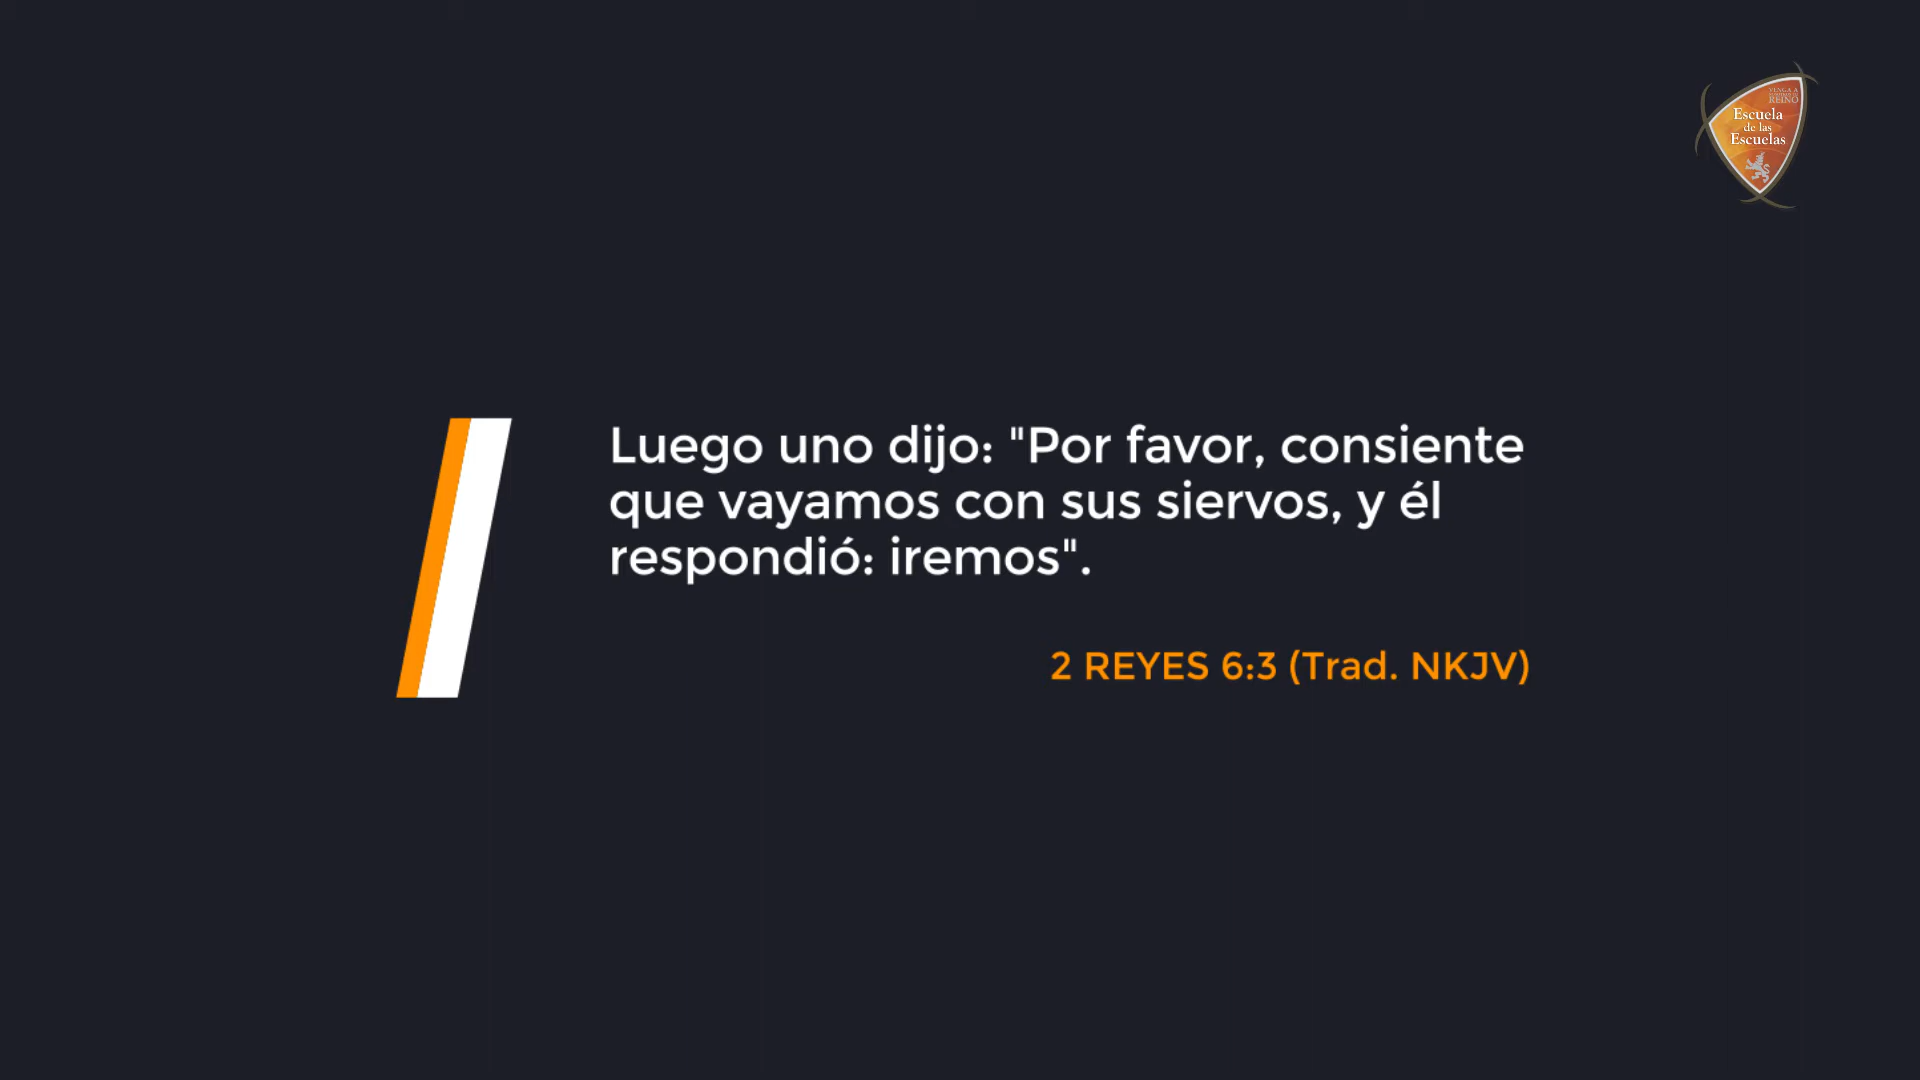 Escuela
de las
Escuelas
Luego uno dijo: "Por favor, consiente
que vayamos con sus siervos, y él
respondió: iremos".
2 REYES 6:3 (Trad. NKJV)